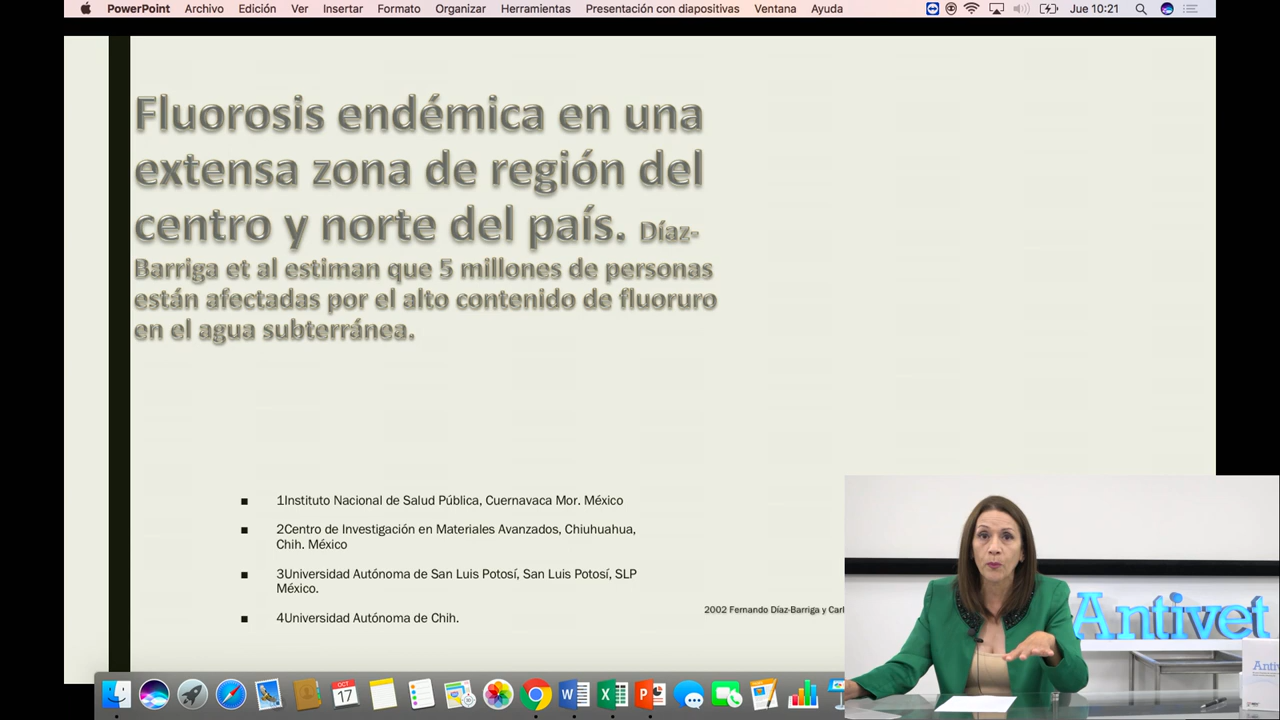 PowerPoint Archivo Edición Ver Insertar Formato Organizar Herramientas Presentación con diapositivas Ventana Ayuda Jue 10:21
Fluorosis endémica en una
extensa zona de región del
centro y norte del país. Díaz-
Barriga et al estiman que 5 millones de personas
están afectadas por el alto contenido de fluoruro
en el agua subterránea.
1Instituto Nacional de Salud Pública, Cuernavaca Mor. México
2Centro de Investigación en Materiales Avanzados, Chiuhuahua,
Chih. México
3Universidad Autónoma de San Luis Potosí, San Luis Potosí, SLP
México.
4Universidad Autónoma de Chih.
2002 Fernando Díaz-Barriga y Carl
Antivet
Antiv
OCT
17